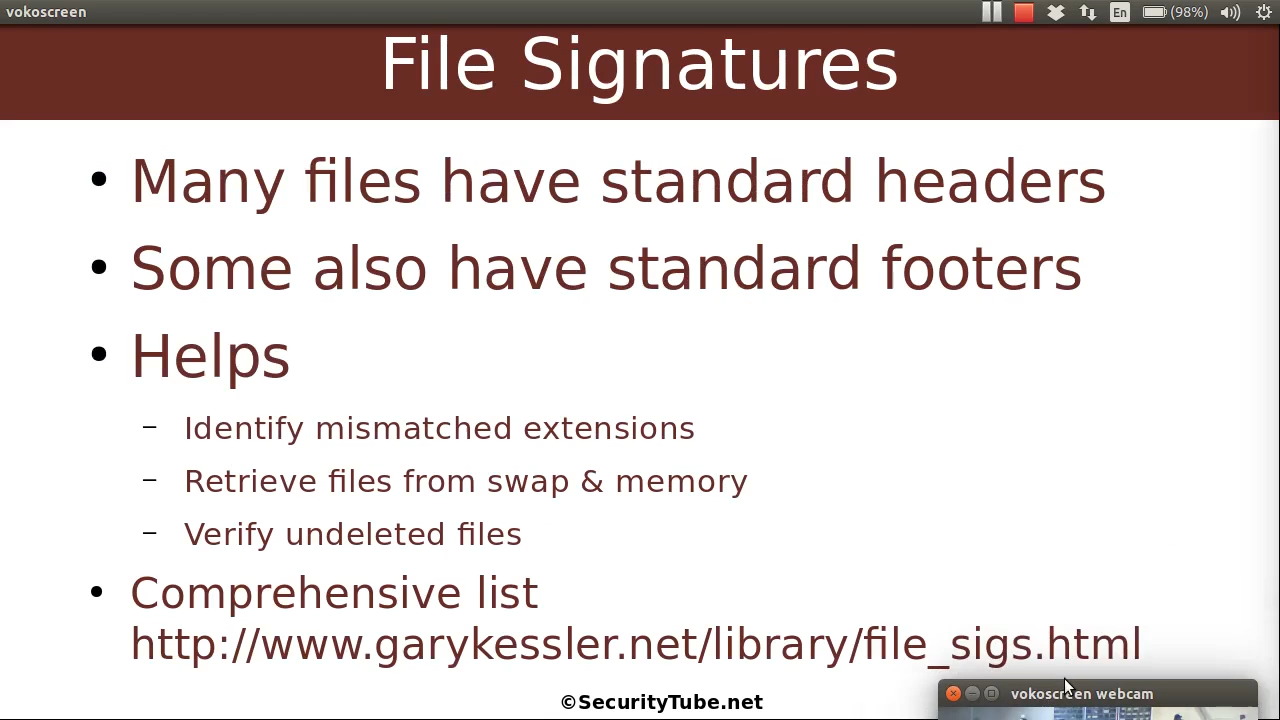 vokoscreen
En
(98%)
File Signatures
• Many files have standard headers
• Some also have standard footers
• Helps
– Identify mismatched extensions
– Retrieve files from swap & memory
– Verify undeleted files
• Comprehensive list
http://www.garykessler.net/library/file_sigs.html
©SecurityTube.net
vokoscreen webcam